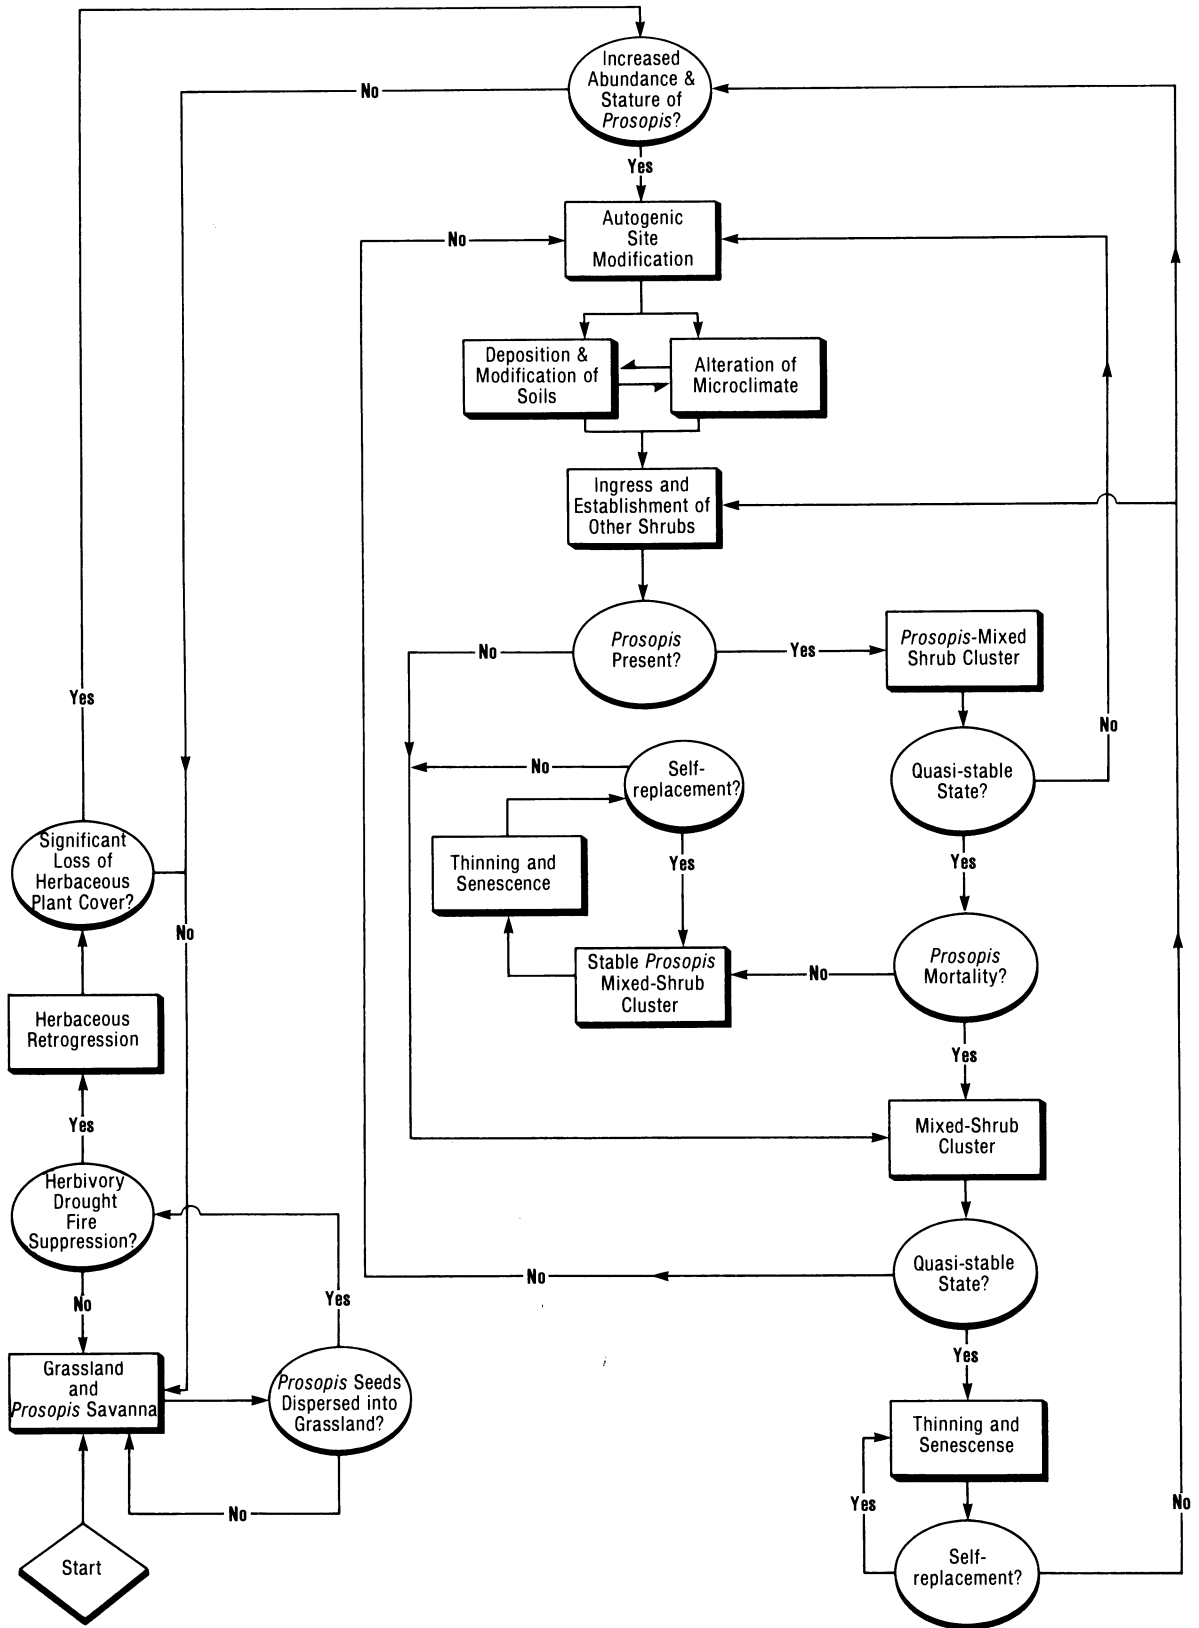 Increased
Abundance &
Stature of
Prosopis?
No
Yes
Autogenic
Site
Modification
No
Deposition &
Modification of
Soils
Alteration of
Microclimate
Ingress and
Establishment of
Other Shrubs
Prosopis
Present?
No
Yes
Prosopis-Mixed
Shrub Cluster
Yes
No
Self-
replacement?
No
Quasi-stable
State?
Significant
Loss of
Herbaceous
Plant Cover?
Thinning and
Senescence
Yes
Yes
No
Stable Prosopis
Mixed-Shrub
Cluster
No
Prosopis
Mortality?
Herbaceous
Retrogression
Yes
Yes
Mixed-Shrub
Cluster
Herbivory
Drought
Fire
Suppression?
No
Quasi-stable
State?
No
Yes
Yes
Grassland
and
Prosopis Savanna
Prosopis Seeds
Dispersed into
Grassland?
Thinning and
Senescense
No
Yes
No
Start
Self-
replacement?